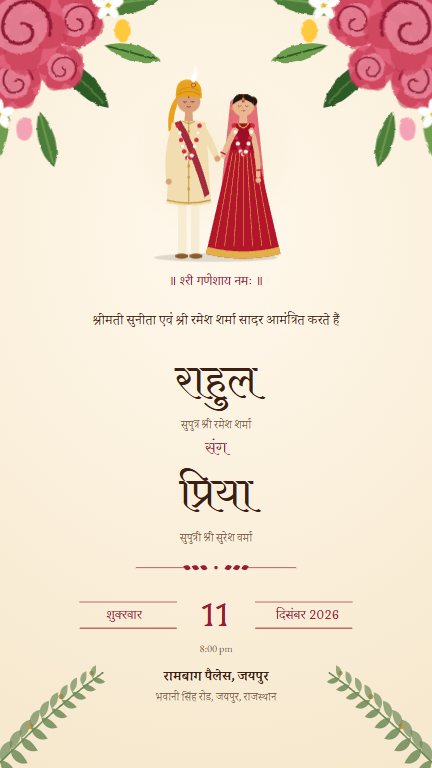 ॥ श्री गणेशाय नमः ॥
श्रीमती सुनीता एवं श्री रमेश शर्मा सादर आमंत्रित करते हैं
राहुल
सुपुत्र श्री रमेश शर्मा
संग
प्रिया
सुपुत्री श्री सुरेश वर्मा
शुक्रवार 11 दिसंबर 2026
8:00 pm
रामबाग पैलेस, जयपुर
भवानी सिंह रोड, जयपुर, राजस्थान